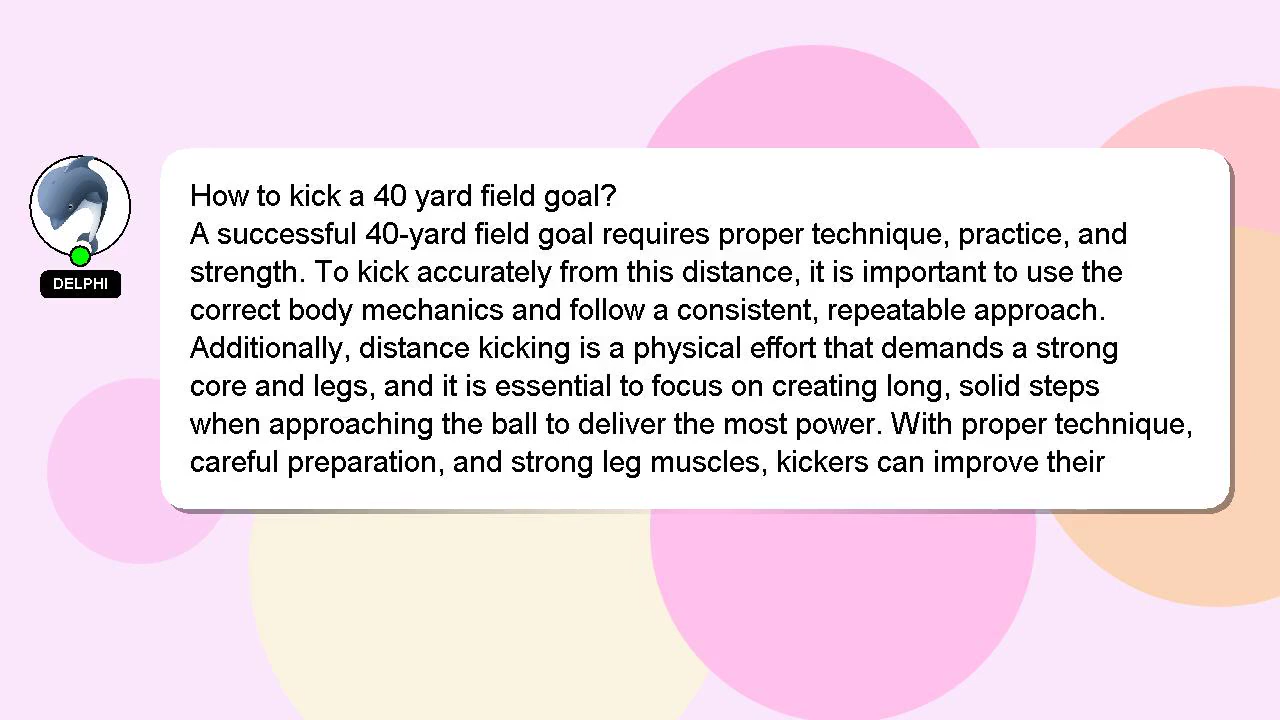 How to kick a 40 yard field goal?
A successful 40-yard field goal requires proper technique, practice, and
strength. To kick accurately from this distance, it is important to use the
correct body mechanics and follow a consistent, repeatable approach.
Additionally, distance kicking is a physical effort that demands a strong
core and legs, and it is essential to focus on creating long, solid steps
when approaching the ball to deliver the most power. With proper technique,
careful preparation, and strong leg muscles, kickers can improve their
DELPHI